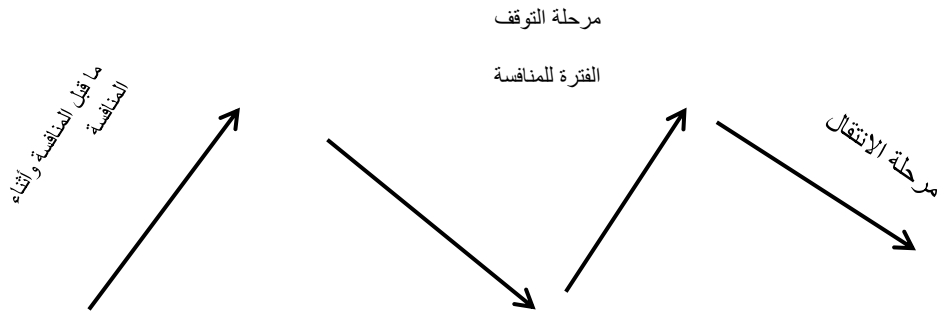 مرحلة التوقف
الفترة للمنافسة
ما قبل المنافسة وأثناء
المنافسة
مرحلة الانتقال